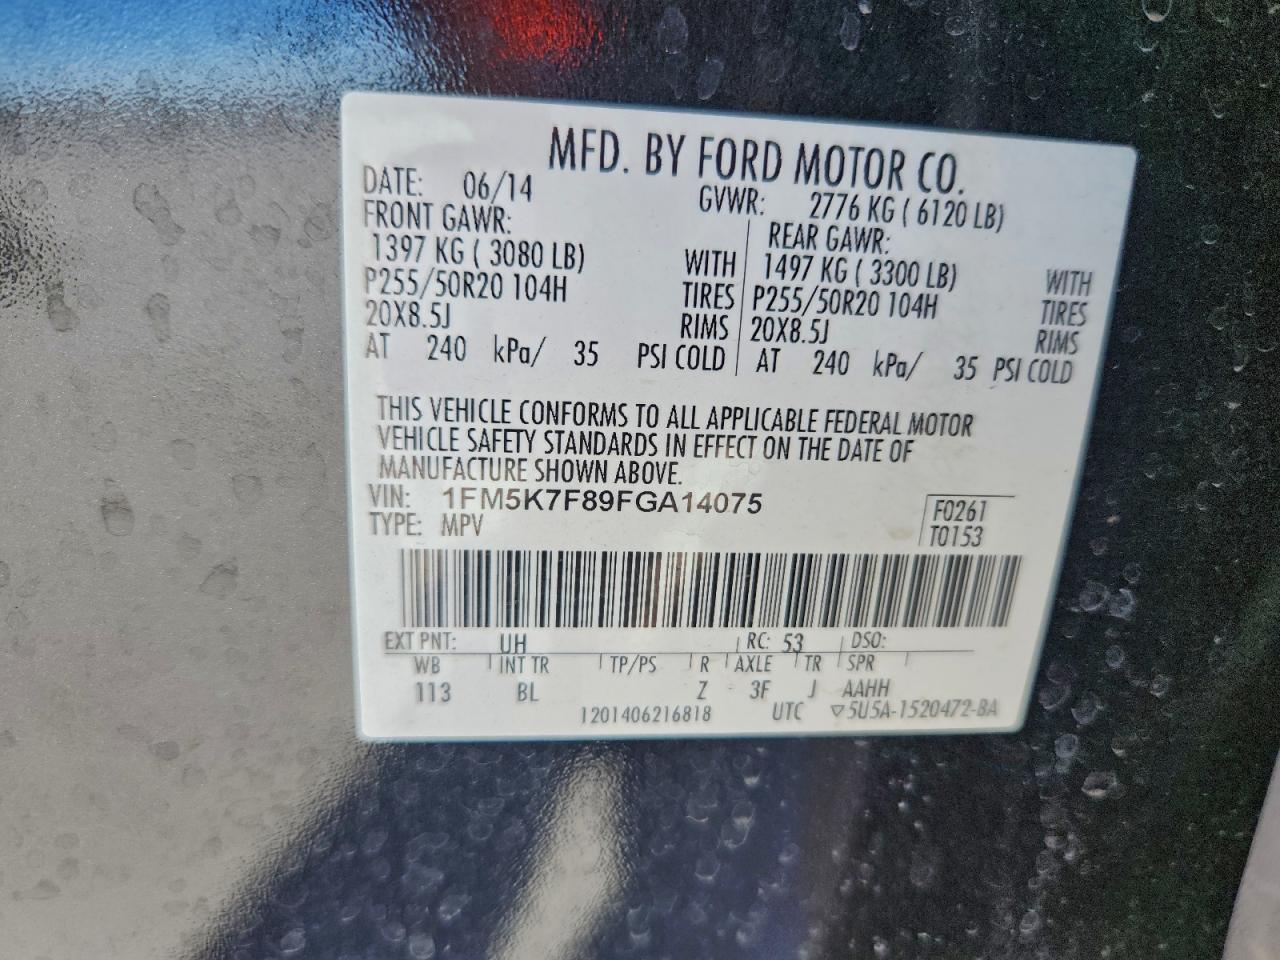 MFD. BY FORD MOTOR CO.
DATE: 06/14 GVWR: 2776 KG ( 6120 LB)
FRONT GAWR: REAR GAWR:
1397 KG ( 3080 LB) WITH 1497 KG ( 3300 LB) WITH
P255/50R20 104H TIRES P255/50R20 104H TIRES
20X8.5J RIMS 20X8.5J RIMS
AT 240 kPa/ 35 PSI COLD AT 240 kPa/ 35 PSI COLD
THIS VEHICLE CONFORMS TO ALL APPLICABLE FEDERAL MOTOR
VEHICLE SAFETY STANDARDS IN EFFECT ON THE DATE OF
MANUFACTURE SHOWN ABOVE.
VIN: 1FM5K7F89FGA14075 F0261
TYPE: MPV T0153
EXT PNT: UH RC: 53 DSO:
WB INT TR TP/PS R AXLE TR SPR
113 BL Z 3F J AAHH
1201406216818 UTC ▽5U5A-1520472-BA